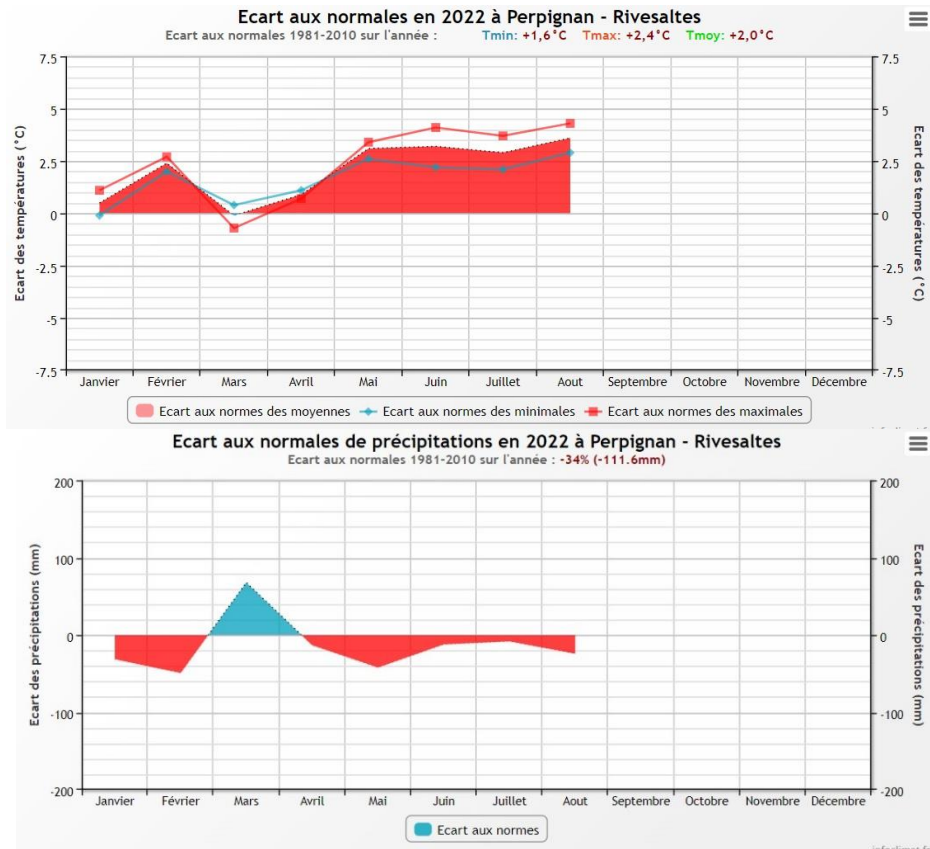 Ecart aux normales en 2022 à Perpignan - Rivesaltes
Ecart aux normales 1981-2010 sur l'année : Tmin: +1,6°C Tmax: +2,4°C Tmoy: +2,0°C
Ecart des températures (°C)
7.5
5
2.5
0
-2.5
-5
-7.5
7.5
5
2.5
0
-2.5
-5
-7.5
Ecart des températures (°C)
Janvier Février Mars Avril Mai Juin Juillet Aout Septembre Octobre Novembre Décembre
Ecart aux normes des moyennes Ecart aux normes des minimales Ecart aux normes des maximales
Ecart aux normales de précipitations en 2022 à Perpignan - Rivesaltes
Ecart aux normales 1981-2010 sur l'année : -34% (-111.6mm)
Ecart des précipitations (mm)
200
100
0
-100
-200
200
100
0
-100
-200
Ecart des précipitations (mm)
Janvier Février Mars Avril Mai Juin Juillet Aout Septembre Octobre Novembre Décembre
Ecart aux normes